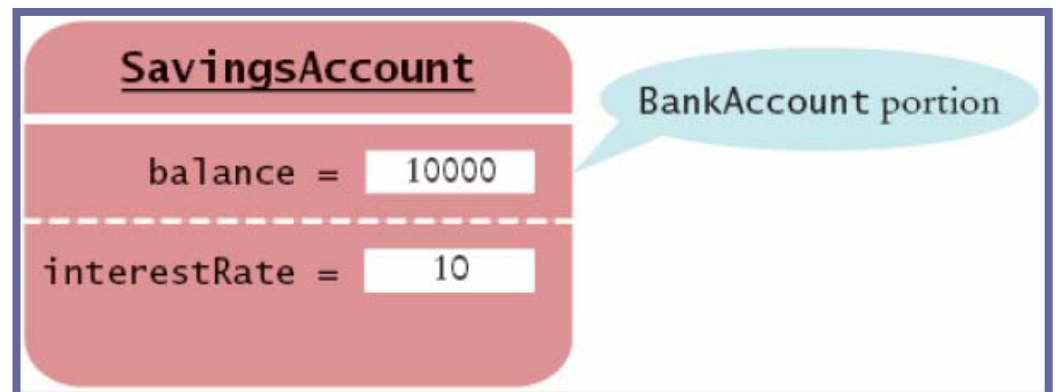 SavingsAccount
BankAccount portion
balance = 10000
interestRate = 10